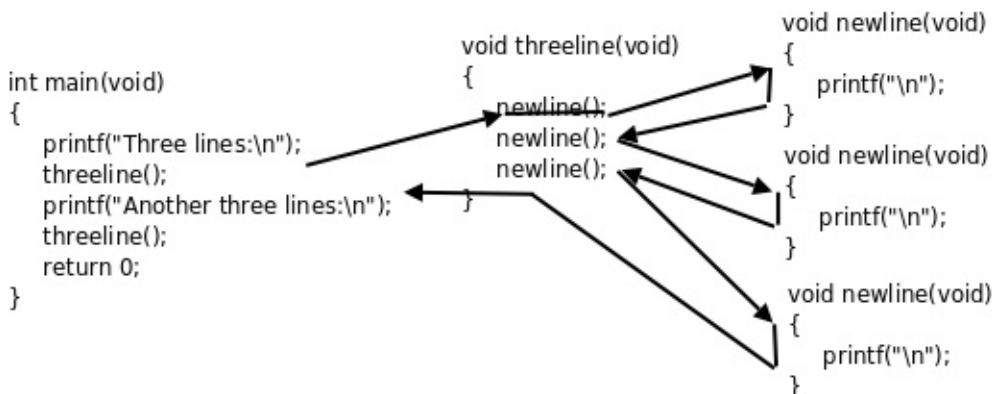 int main(void)
{
printf("Three lines:\n");
threeline();
printf("Another three lines:\n");
threeline();
return 0;
}
void threeline(void)
{
newline();
newline();
newline();
}
void newline(void)
{
printf("\n");
}
void newline(void)
{
printf("\n");
}
void newline(void)
{
printf("\n");
}